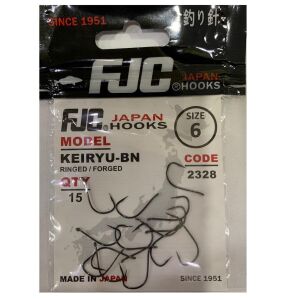 SINCE 1951
釣り針
FJC JAPAN ®HOOKS
FJC JAPAN HOOKS
SIZE
6
MODEL
KEIRYU-BN
RINGED / FORGED
CODE
2328
QTY
15
MADE IN JAPAN
SINCE 1951